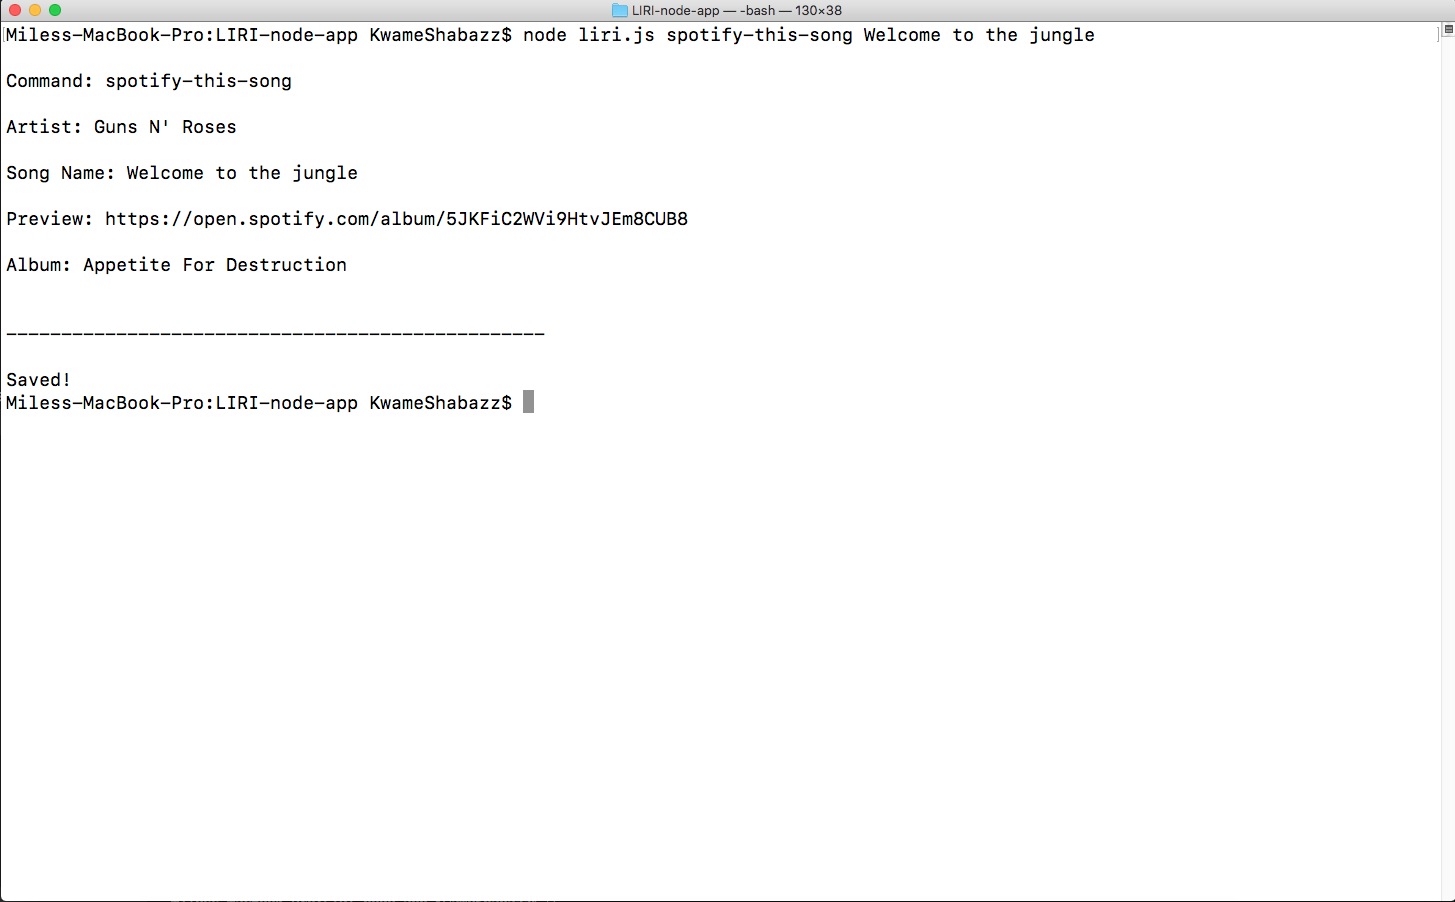 LIRI-node-app — -bash — 130×38
Miless-MacBook-Pro:LIRI-node-app KwameShabazz$ node liri.js spotify-this-song Welcome to the jungle
Command: spotify-this-song
Artist: Guns N' Roses
Song Name: Welcome to the jungle
Preview: https://open.spotify.com/album/5JKFiC2WVi9HtvJEm8CUB8
Album: Appetite For Destruction
-------------------------------------------------
Saved!
Miless-MacBook-Pro:LIRI-node-app KwameShabazz$